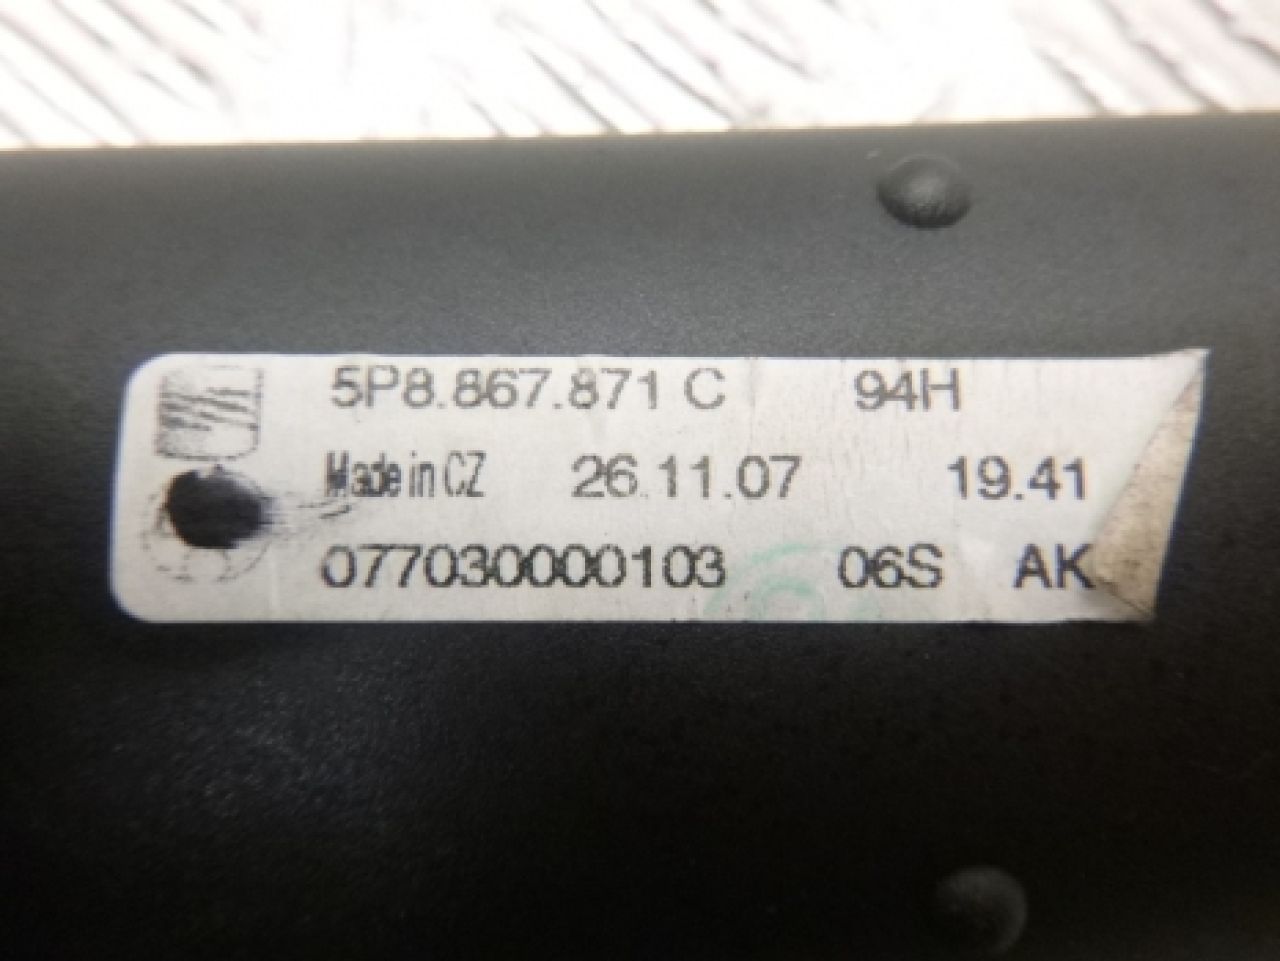 5P8.867.871 C 94H
Made in CZ 26.11.07 19.41
077030000103 06S AK